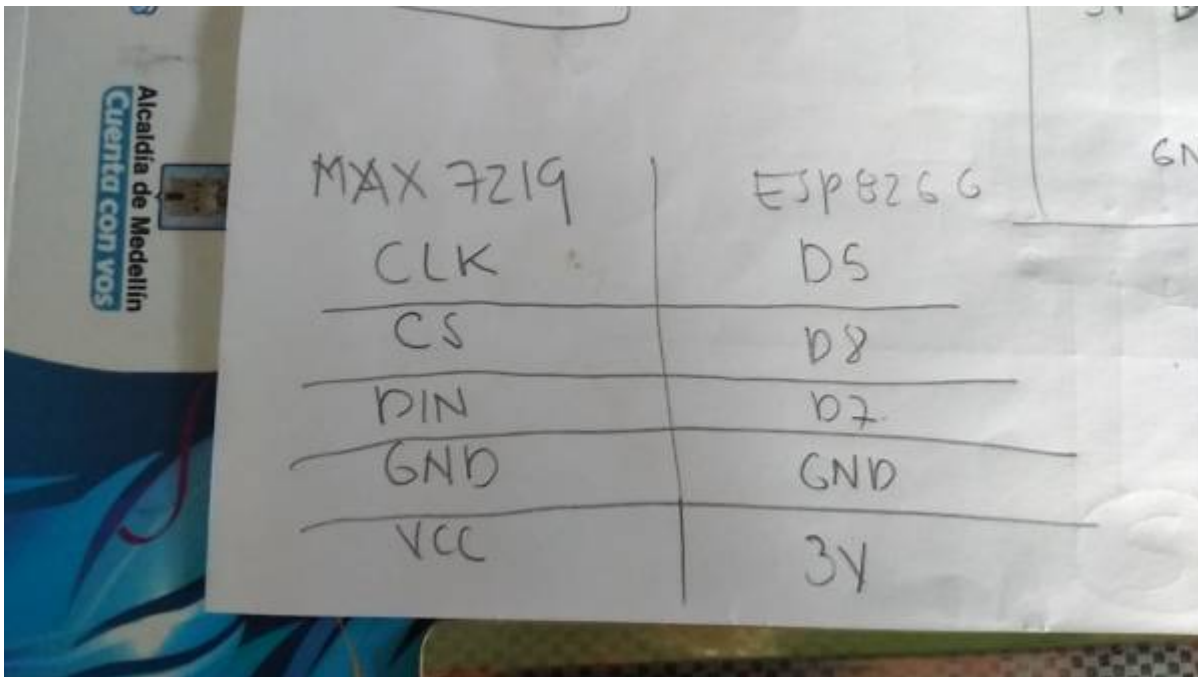 Alcaldía de Medellín
Cuenta con vos
MAX 7219 ESP8266
CLK D5
CS D8
DIN D7
GND GND
VCC 3V